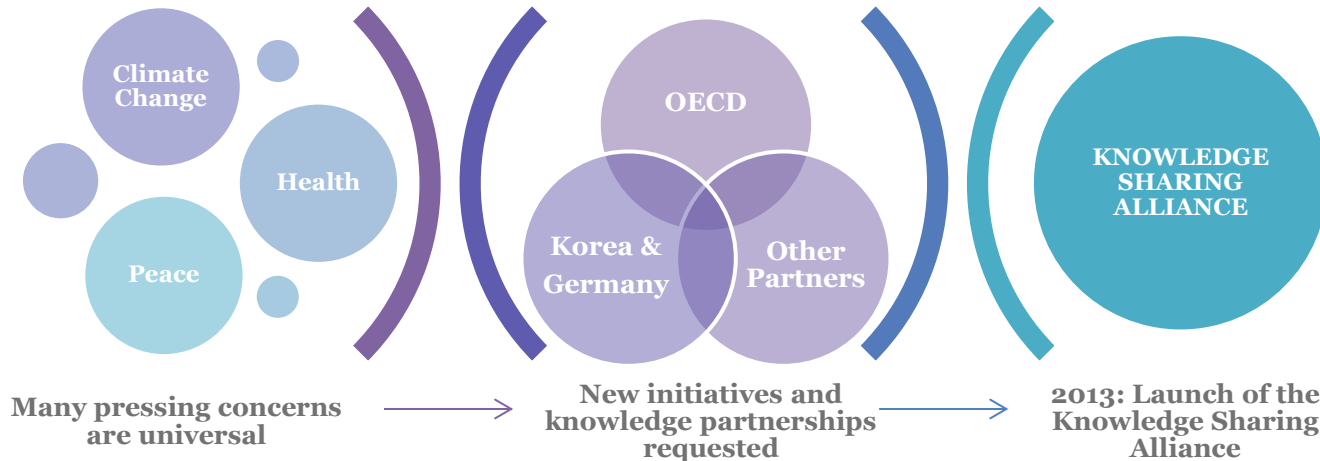 Climate
Change
Health
Peace
OECD
Korea &
Germany
Other
Partners
KNOWLEDGE
SHARING
ALLIANCE
Many pressing concerns
are universal
New initiatives and
knowledge partnerships
requested
2013: Launch of the
Knowledge Sharing
Alliance